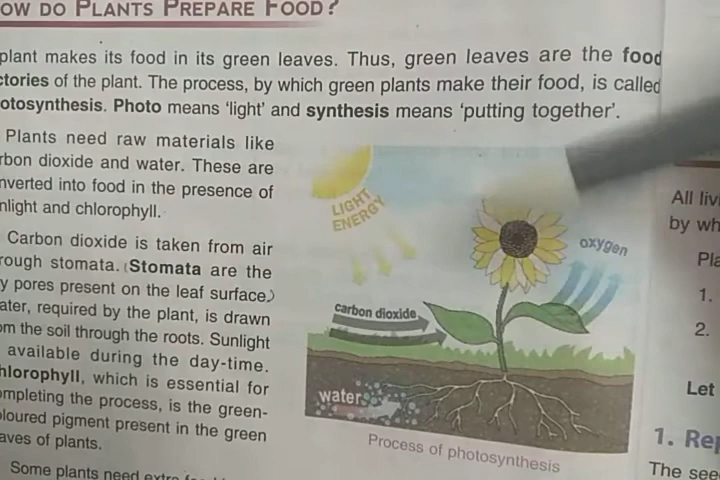 OW DO PLANTS PREPARE FOOD?
plant makes its food in its green leaves. Thus, green leaves are the food
ctories of the plant. The process, by which green plants make their food, is called
otosynthesis. Photo means 'light' and synthesis means 'putting together'.
Plants need raw materials like
rbon dioxide and water. These are
nverted into food in the presence of
nlight and chlorophyll.
Carbon dioxide is taken from air
rough stomata. (Stomata are the
y pores present on the leaf surface.)
ater, required by the plant, is drawn
om the soil through the roots. Sunlight
available during the day-time.
hlorophyll, which is essential for
ompleting the process, is the green-
oloured pigment present in the green
aves of plants.
Some plants need extra
LIGHT
ENERGY
oxygen
carbon dioxide
water
Process of photosynthesis
All liv
by wh
Pla
1.
2.
Let
1. Rep
The see